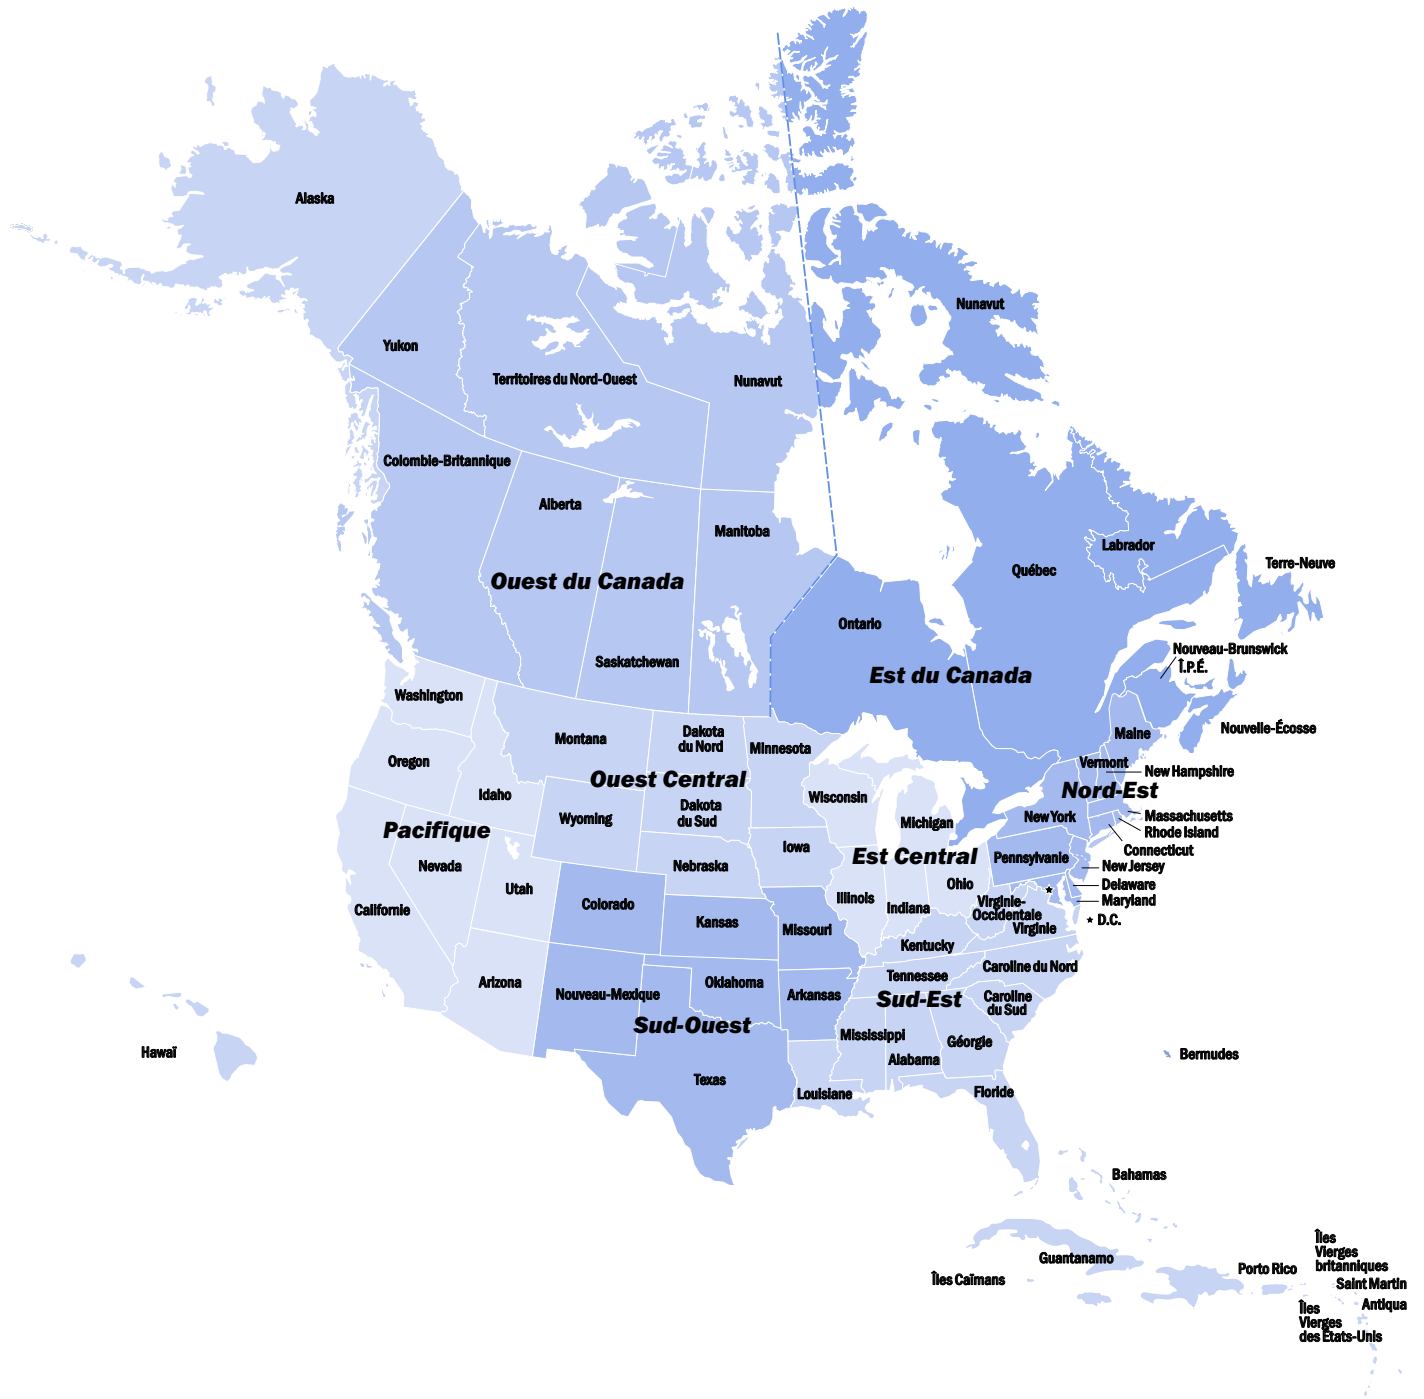 Alaska
Yukon
Territoires du Nord-Ouest
Nunavut
Nunavut
Colombie-Britannique
Alberta
Manitoba
Ouest du Canada
Saskatchewan
Labrador
Québec
Terre-Neuve
Ontario
Est du Canada
Nouveau-Brunswick
Î.P.É.
Nouvelle-Écosse
Washington
Montana
Dakota
du Nord
Minnesota
Maine
Oregon
Vermont
New Hampshire
Ouest Central
Nord-Est
Idaho
Wyoming
Dakota
du Sud
Wisconsin
Michigan
New York
Massachusetts
Rhode Island
Connecticut
Pacifique
Est Central
Pennsylvanie
New Jersey
Nevada
Utah
Nebraska
Iowa
Ohio
Delaware
Maryland
★ D.C.
Californie
Colorado
Kansas
Missouri
Illinois
Indiana
Virginie-
Occidentale
Virginie
Kentucky
Arizona
Nouveau-Mexique
Oklahoma
Arkansas
Tennessee
Caroline du Nord
Sud-Est
Caroline
du Sud
Sud-Ouest
Mississippi
Alabama
Géorgie
Hawaï
Texas
Louisiane
Floride
Bermudes
Bahamas
Guantanamo
Îles Caïmans
Porto Rico
Îles
Vierges
britanniques
Saint Martin
Antiqua
Îles
Vierges
des États-Unis